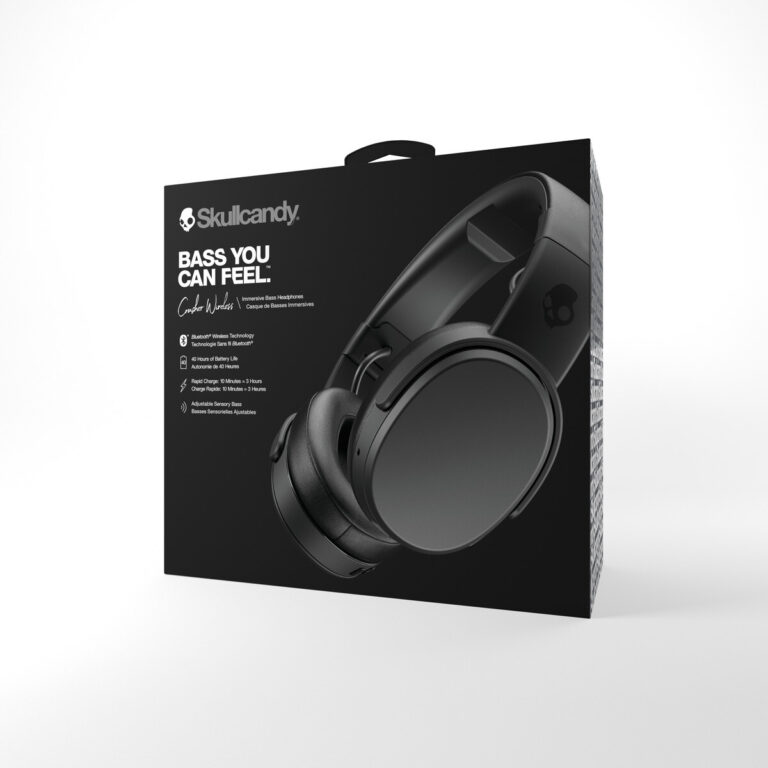 Skullcandy®
BASS YOU
CAN FEEL.™
Crusher Wireless \ Immersive Bass Headphones
Casque de Basses Immersives
Bluetooth® Wireless Technology
Technologie Sans fil Bluetooth®
40 Hours of Battery Life
Autonomie de 40 Heures
40
Rapid Charge: 10 Minutes = 3 Hours
Charge Rapide: 10 Minutes = 3 Heures
Adjustable Sensory Bass
Basses Sensorielles Ajustables